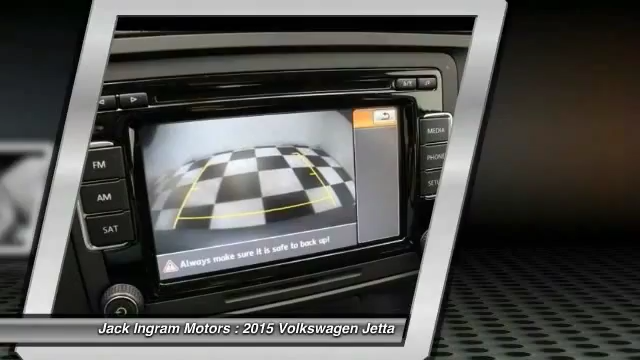 A/T
MEDIA
FM
PHONE
AM
SETUP
SAT
Always make sure it is safe to back up!
Jack Ingram Motors : 2015 Volkswagen Jetta